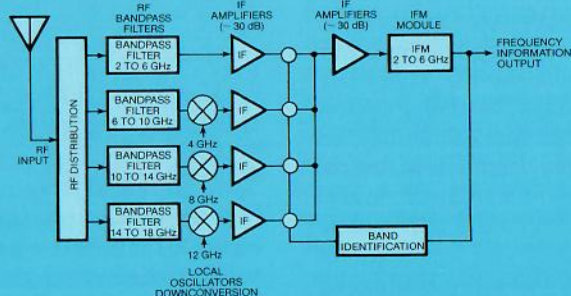 RF
BANDPASS
FILTERS
IF
AMPLIFIERS
(~ 30 dB)
IF
AMPLIFIERS
(~ 30 dB)
IFM
MODULE
BANDPASS
FILTER
2 TO 6 GHz
IF
IF
IFM
2 TO 6 GHz
FREQUENCY
INFORMATION
OUTPUT
BANDPASS
FILTER
6 TO 10 GHz
IF
4 GHz
RF
INPUT
RF DISTRIBUTION
BANDPASS
FILTER
10 TO 14 GHz
IF
8 GHz
BANDPASS
FILTER
14 TO 18 GHz
IF
12 GHz
BAND
IDENTIFICATION
LOCAL
OSCILLATORS
DOWNCONVERSION